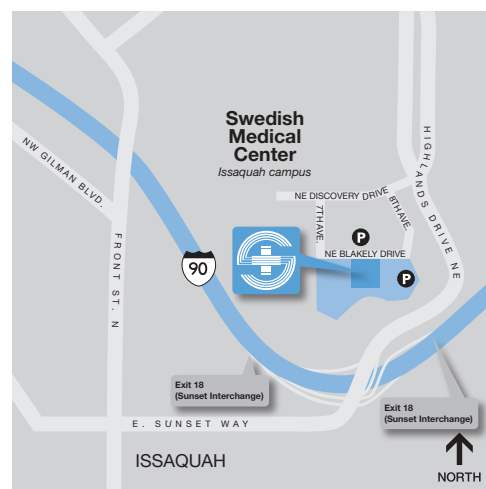 Swedish
Medical
Center
Issaquah campus
HIGHLANDS DRIVE NE
NW GILMAN BLVD.
NE DISCOVERY DRIVE
7TH AVE.
8TH AVE.
FRONT ST. N
P
NE BLAKELY DRIVE
90
P
Exit 18
(Sunset Interchange)
Exit 18
(Sunset Interchange)
E. SUNSET WAY
ISSAQUAH
NORTH